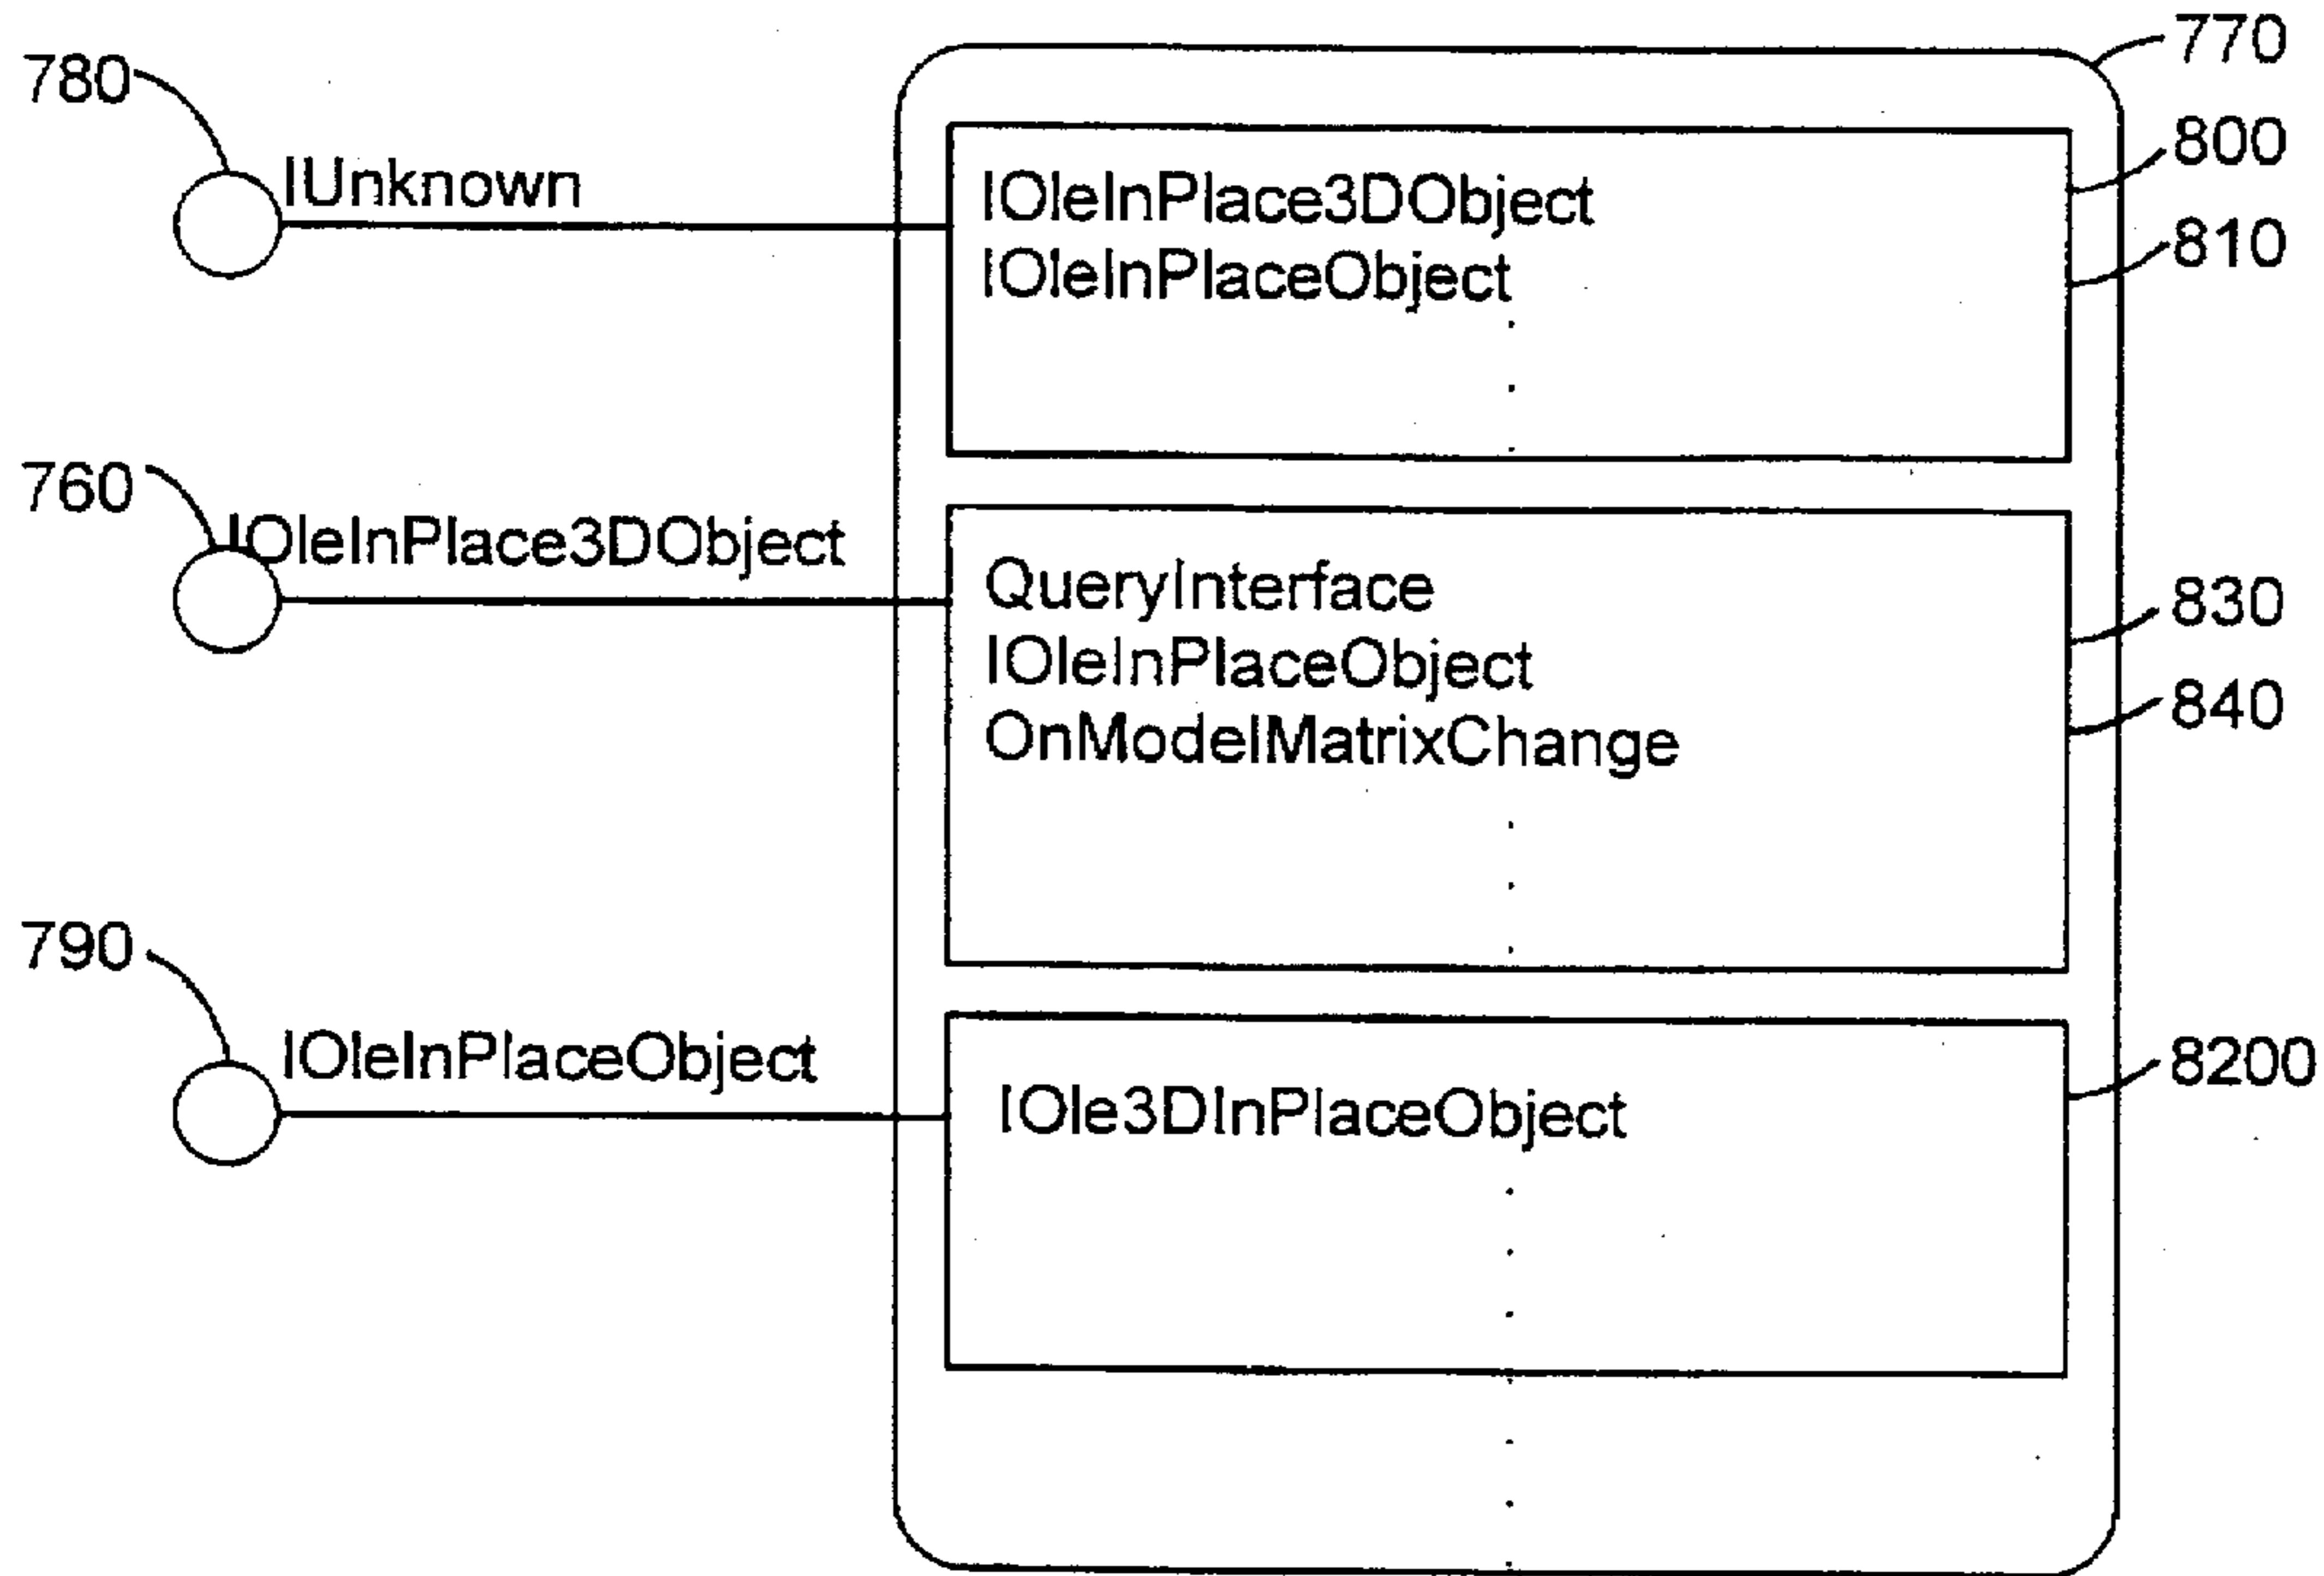 770
780
800
IUnknown
IOleInPlace3DObject
810
IOleInPlaceObject
760
IOleInPlace3DObject
QueryInterface
830
IOleInPlaceObject
840
OnModelMatrixChange
790
IOleInPlaceObject
8200
IOle3DInPlaceObject